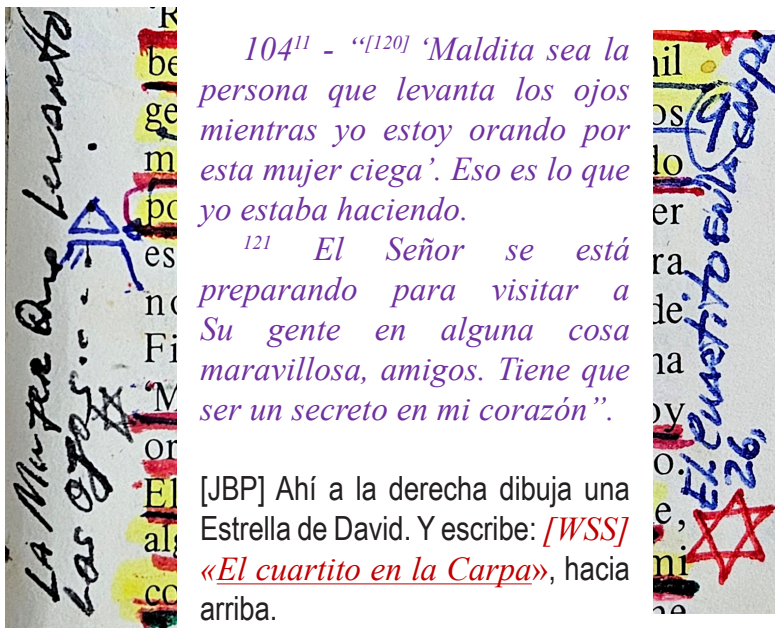 La Mujer Que Levanta
Los ojos...
104¹¹ - “[120] ‘Maldita sea la
persona que levanta los ojos
mientras yo estoy orando por
esta mujer ciega’. Eso es lo que
yo estaba haciendo.
121 El Señor se está
preparando para visitar a
Su gente en alguna cosa
maravillosa, amigos. Tiene que
ser un secreto en mi corazón”.
[JBP] Ahí a la derecha dibuja una
Estrella de David. Y escribe: [WSS]
«El cuartito en la Carpa», hacia
arriba.
El Cuartito EN la carpa
9
26,